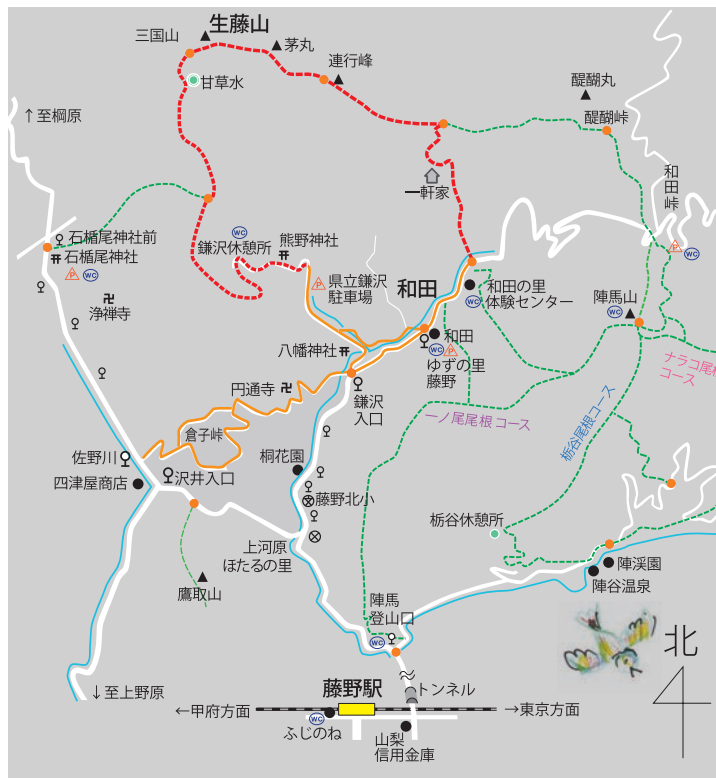 三国山
生藤山
茅丸
連行峰
甘草水
醍醐丸
醍醐峠
↑至棡原
和田峠
一軒家
P
WC
石楯尾神社前
石楯尾神社
P
WC
浄禅寺
WC
鎌沢休憩所
熊野神社
P
県立鎌沢
駐車場
和田
和田の里
体験センター
WC
陣馬山
WC
八幡神社
和田
WC
P
ゆずの里
藤野
ナラコ尾根
コース
円通寺
鎌沢
入口
一ノ尾尾根コース
栃谷尾根コース
倉子峠
佐野川
沢井入口
桐花園
四津屋商店
藤野北小
栃谷休憩所
上河原
ほたるの里
陣渓園
陣谷温泉
鷹取山
陣馬
登山口
WC
北
↓至上野原
藤野駅
トンネル
←甲府方面
→東京方面
WC
ふじのね
山梨
信用金庫